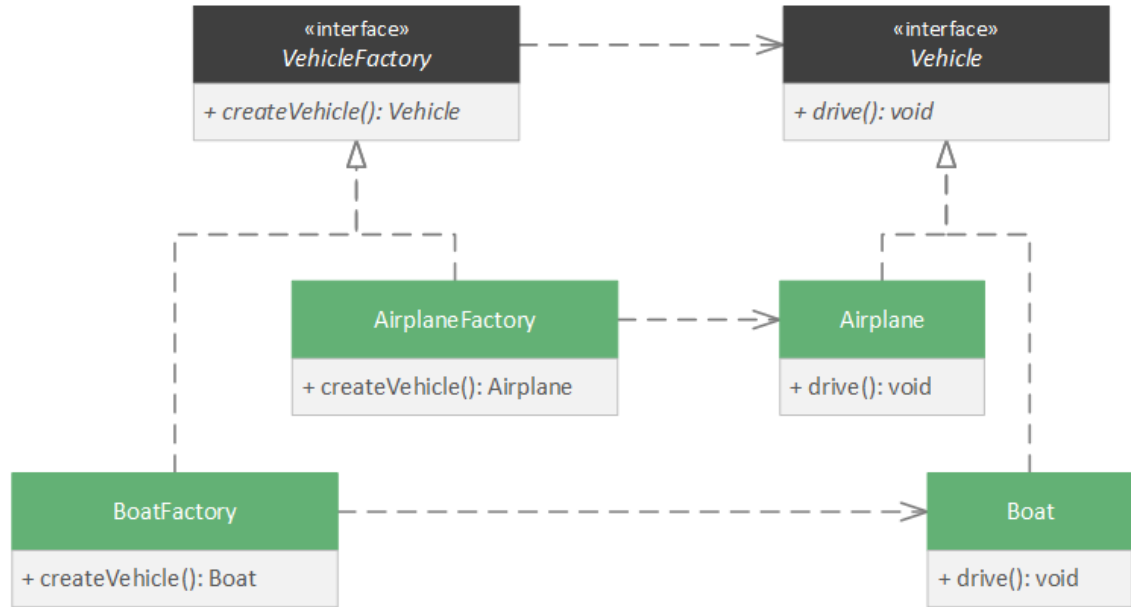 «interface»
VehicleFactory
+ createVehicle(): Vehicle
«interface»
Vehicle
+ drive(): void
AirplaneFactory
+ createVehicle(): Airplane
Airplane
+ drive(): void
BoatFactory
+ createVehicle(): Boat
Boat
+ drive(): void